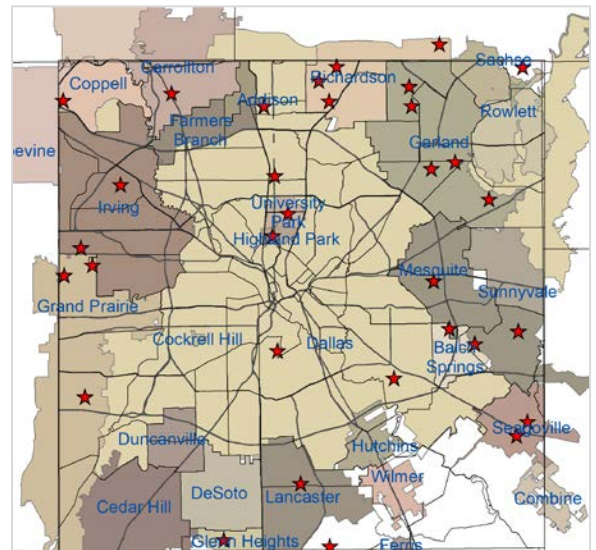 Sachse
Coppell
Carrollton
Richardson
Addison
Rowlett
Farmers
Branch
Garland
evine
Irving
University
Park
Highland Park
Mesquite
Sunnyvale
Grand Prairie
Cockrell Hill
Dallas
Balch
Springs
Seagoville
Duncanville
Hutchins
Wilmer
DeSoto
Lancaster
Combine
Cedar Hill
Glenn Heights
Ferris